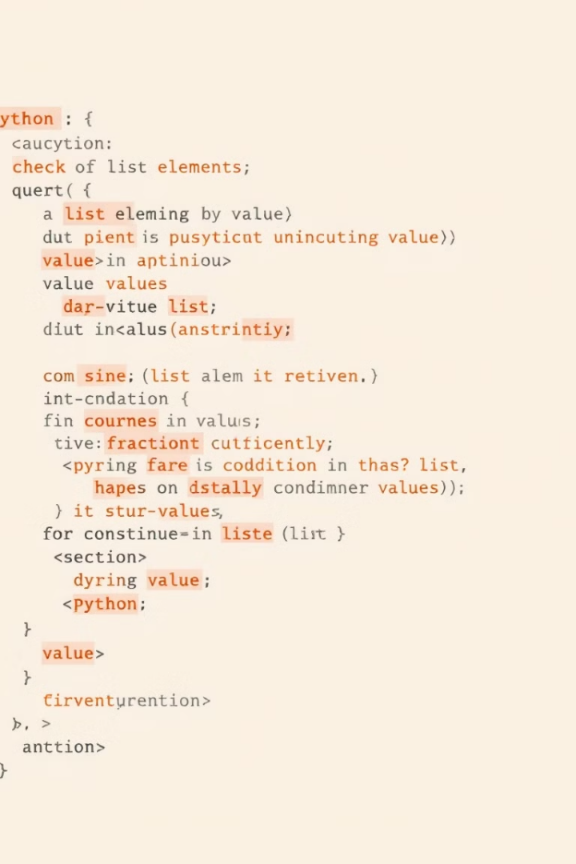 ython : {
<aucytion:
check of list elements;
quert( {
a list eleming by value)
dut pient is pusyticut unincuting value))
value>in aptiniou>
value values
dar-vitue list;
diut in<alus(anstrintiy;
com sine; (list alem it retiven.)
int-cndation {
fin cournes in values;
tive: fractiont cutficently;
<pyring fare is coddition in thas? list,
hapes on dstally condimner values));
} it stur-values,
for constinue=in liste (lirt }
<section>
dyring value;
<Python;
}
value>
}
firventurention>
}, >
anttion>
}